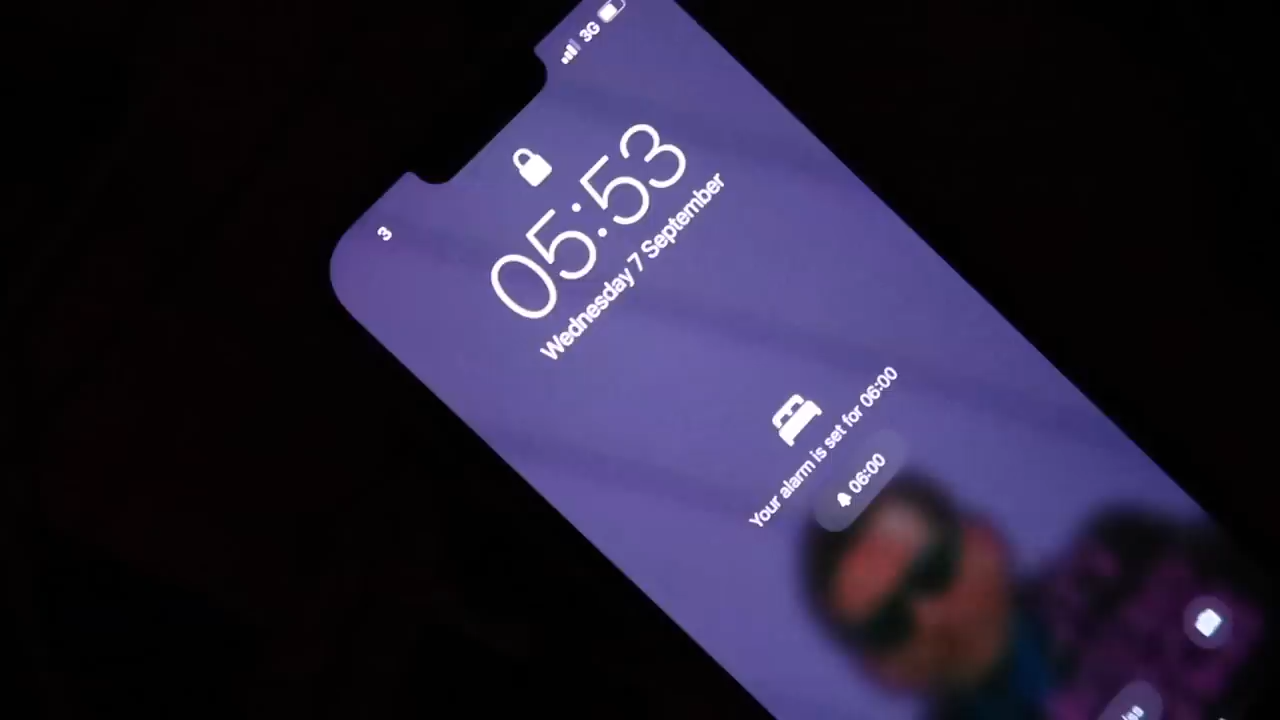 3
3G
05:53
Wednesday 7 September
Your alarm is set for 06:00
06:00